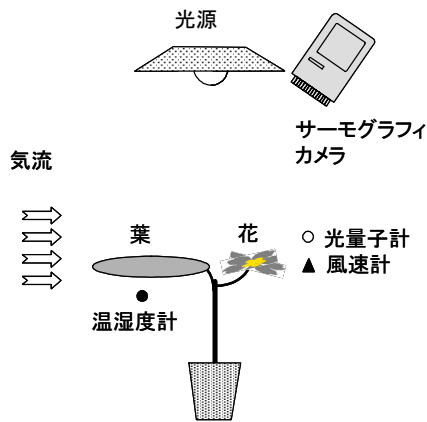 光源
サーモグラフィ
カメラ
気流
葉
花
光量子計
風速計
温湿度計